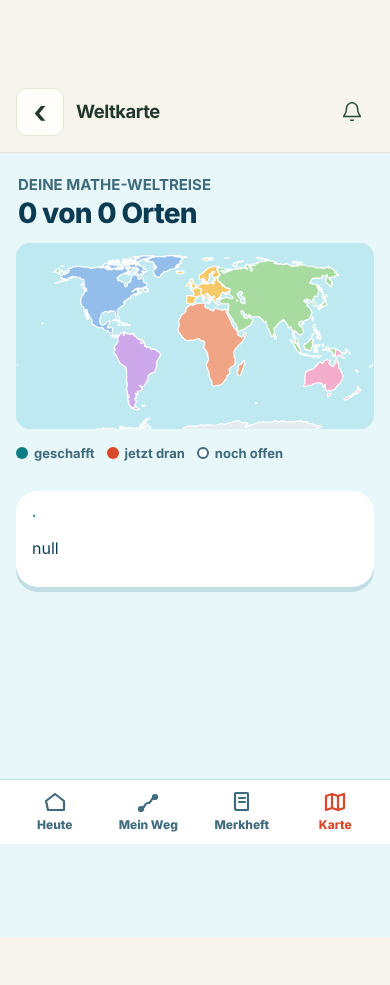 Weltkarte
DEINE MATHE-WELTREISE
0 von 0 Orten
geschafft jetzt dran noch offen
.
null
Heute Mein Weg Merkheft Karte